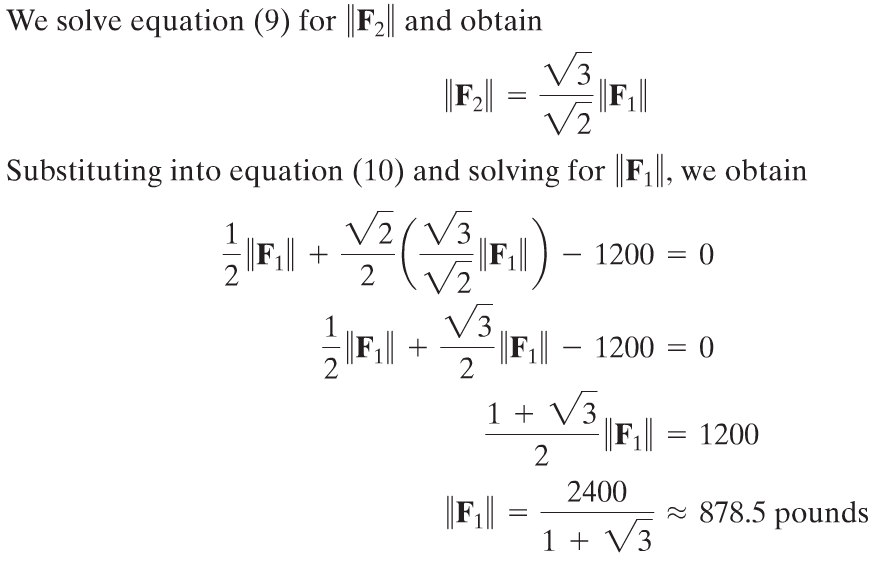 We solve equation (9) for ‖F₂‖ and obtain
‖F₂‖ = √3/√2 ‖F₁‖
Substituting into equation (10) and solving for ‖F₁‖, we obtain
1/2 ‖F₁‖ + √2/2 (√3/√2 ‖F₁‖) − 1200 = 0
1/2 ‖F₁‖ + √3/2 ‖F₁‖ − 1200 = 0
(1 + √3)/2 ‖F₁‖ = 1200
‖F₁‖ = 2400/(1 + √3) ≈ 878.5 pounds